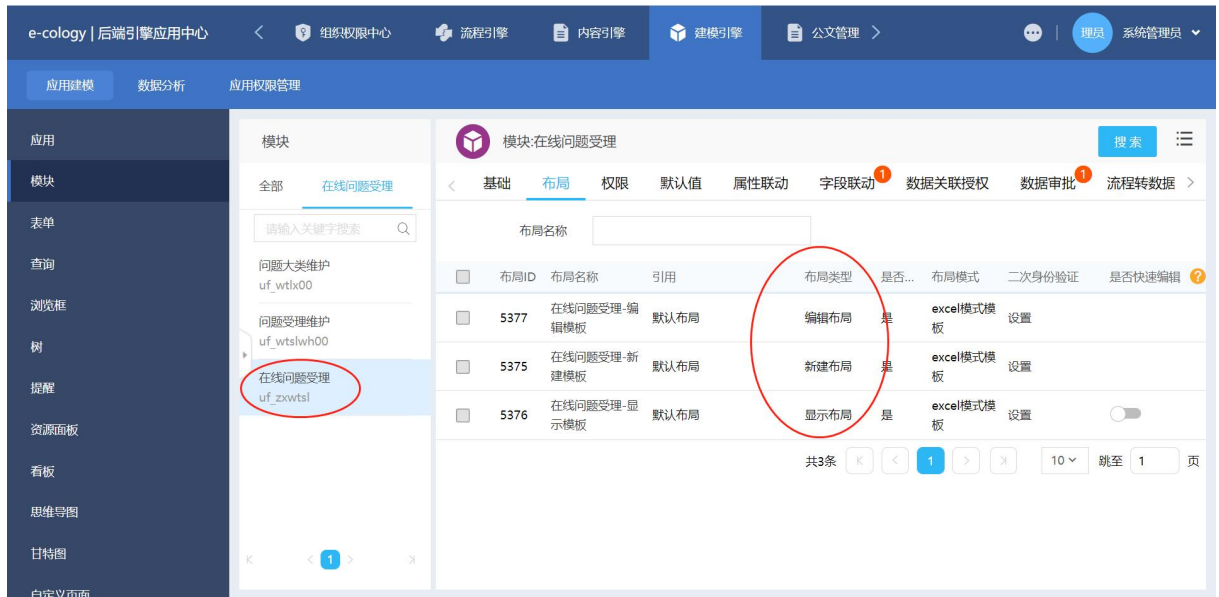 e-cology | 后端引擎应用中心 组织权限中心 流程引擎 内容引擎 建模引擎 公文管理 理员 系统管理员
应用建模 数据分析 应用权限管理
应用
模块
表单
查询
浏览框
树
提醒
资源面板
看板
思维导图
甘特图
自定义页面
模块
全部 在线问题受理
请输入关键字搜索
问题大类维护
uf_wtlx00
问题受理维护
uf_wtslwh00
在线问题受理
uf_zxwtsl
1
模块:在线问题受理 搜索
基础 布局 权限 默认值 属性联动 字段联动 1 数据关联授权 数据审批 1 流程转数据
布局名称
布局ID 布局名称 引用 布局类型 是否... 布局模式 二次身份验证 是否快速编辑 ?
5377 在线问题受理-编 默认布局 编辑布局 是 excel模式模 设置
辑模板 板
5375 在线问题受理-新 默认布局 新建布局 是 excel模式模 设置
建模板 板
5376 在线问题受理-显 默认布局 显示布局 是 excel模式模 设置
示模板 板
共3条 1 10 跳至 1 页